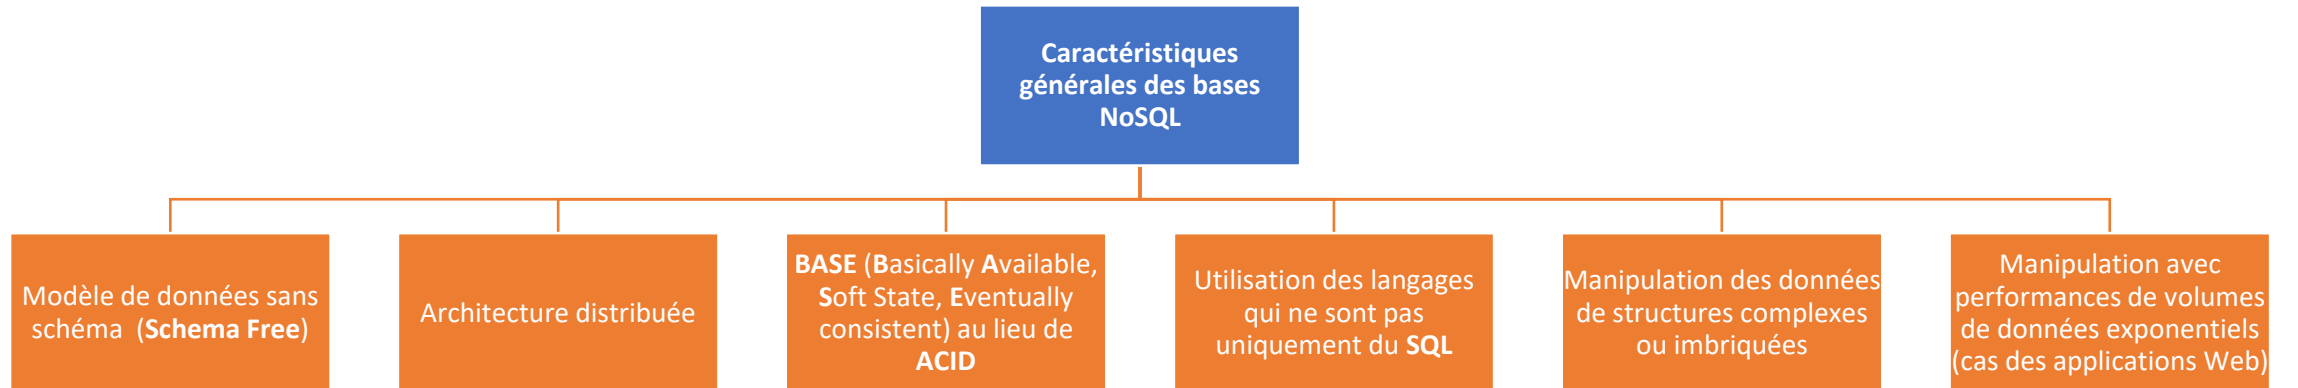 Caractéristiques
générales des bases
NoSQL
Modèle de données sans
schéma (Schema Free)
Architecture distribuée
BASE (Basically Available,
Soft State, Eventually
consistent) au lieu de
ACID
Utilisation des langages
qui ne sont pas
uniquement du SQL
Manipulation des données
de structures complexes
ou imbriquées
Manipulation avec
performances de volumes
de données exponentiels
(cas des applications Web)